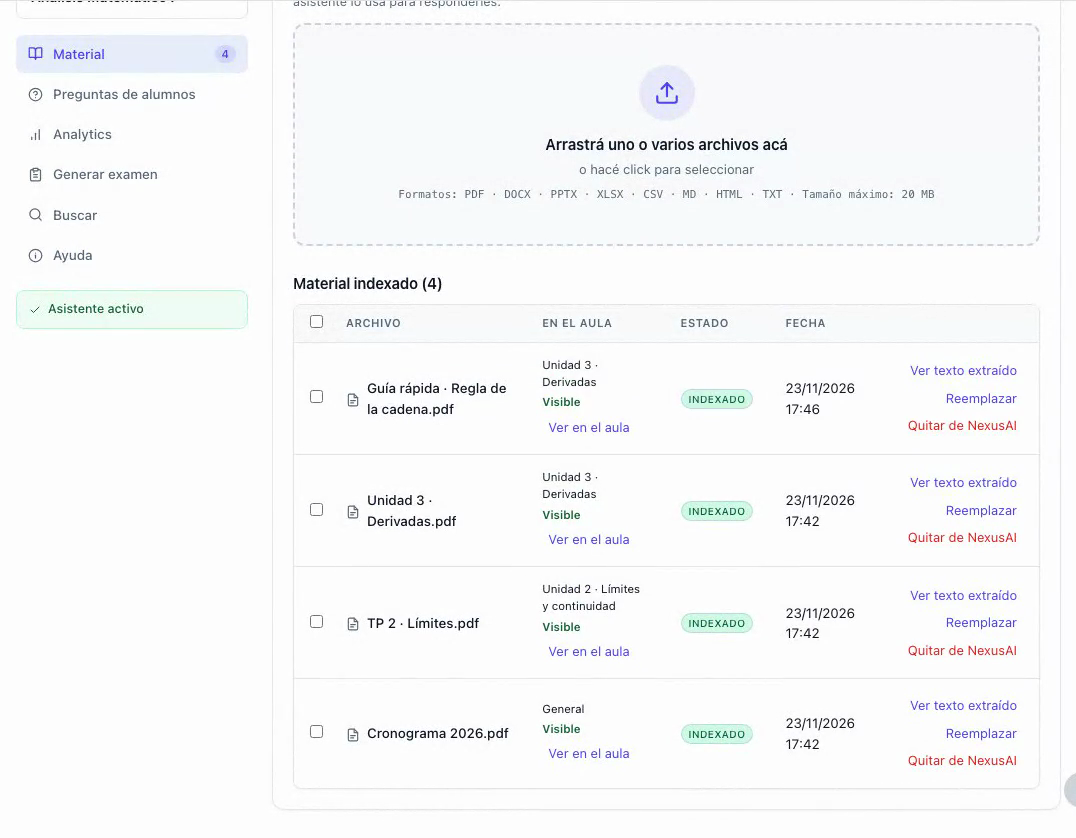 asistente lo usa para responderles.
Material 4
Preguntas de alumnos
Analytics
Generar examen
Buscar
Ayuda
Asistente activo
Arrastrá uno o varios archivos acá
o hacé click para seleccionar
Formatos: PDF · DOCX · PPTX · XLSX · CSV · MD · HTML · TXT · Tamaño máximo: 20 MB
Material indexado (4)
ARCHIVO EN EL AULA ESTADO FECHA
Guía rápida · Regla de
la cadena.pdf
Unidad 3 ·
Derivadas
Visible
Ver en el aula
INDEXADO
23/11/2026
17:46
Ver texto extraído
Reemplazar
Quitar de NexusAI
Unidad 3 ·
Derivadas.pdf
Unidad 3 ·
Derivadas
Visible
Ver en el aula
INDEXADO
23/11/2026
17:42
Ver texto extraído
Reemplazar
Quitar de NexusAI
TP 2 · Límites.pdf
Unidad 2 · Límites
y continuidad
Visible
Ver en el aula
INDEXADO
23/11/2026
17:42
Ver texto extraído
Reemplazar
Quitar de NexusAI
Cronograma 2026.pdf
General
Visible
Ver en el aula
INDEXADO
23/11/2026
17:42
Ver texto extraído
Reemplazar
Quitar de NexusAI